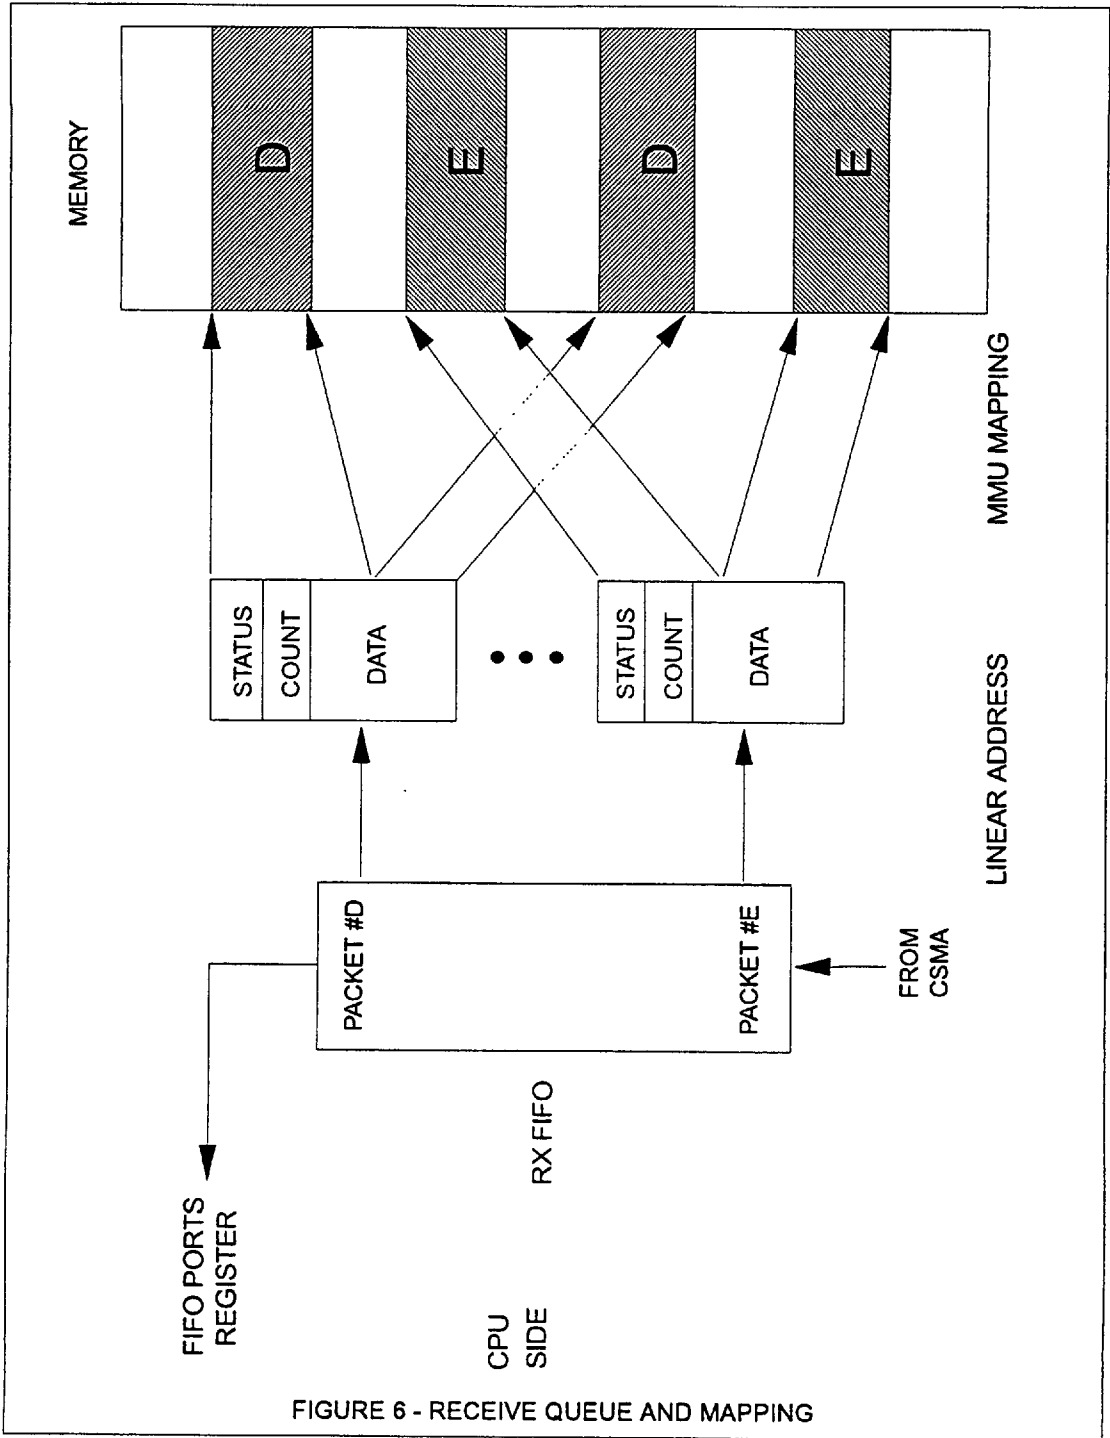 MEMORY
D
E
D
E
STATUS
COUNT
DATA
STATUS
COUNT
DATA
MMU MAPPING
LINEAR ADDRESS
PACKET #D
PACKET #E
FROM
CSMA
RX FIFO
FIFO PORTS
REGISTER
CPU
SIDE
FIGURE 6 - RECEIVE QUEUE AND MAPPING